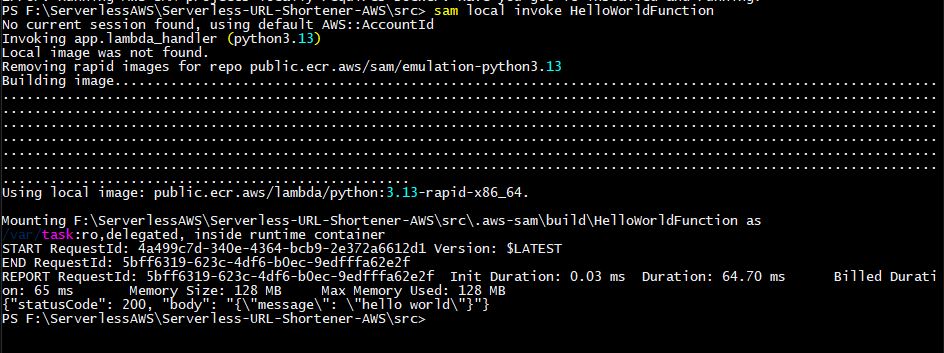 PS F:\ServerlessAWS\Serverless-URL-Shortener-AWS\src> sam local invoke HelloWorldFunction
No current session found, using default AWS::AccountId
Invoking app.lambda_handler (python3.13)
Local image was not found.
Removing rapid images for repo public.ecr.aws/sam/emulation-python3.13
Building image......................................................................................................
.....................................................................................................................
.....................................................................................................................
.....................................................................................................................
.....................................................................................................................
...................................................
Using local image: public.ecr.aws/lambda/python:3.13-rapid-x86_64.
Mounting F:\ServerlessAWS\Serverless-URL-Shortener-AWS\src\.aws-sam\build\HelloWorldFunction as
/var/task:ro,delegated, inside runtime container
START RequestId: 4a499c7d-340e-4364-bcb9-2e372a6612d1 Version: $LATEST
END RequestId: 5bff6319-623c-4df6-b0ec-9edfffa62e2f
REPORT RequestId: 5bff6319-623c-4df6-b0ec-9edfffa62e2f  Init Duration: 0.03 ms  Duration: 64.70 ms      Billed Durati
on: 65 ms       Memory Size: 128 MB     Max Memory Used: 128 MB
{"statusCode": 200, "body": "{\"message\": \"hello world\"}"}
PS F:\ServerlessAWS\Serverless-URL-Shortener-AWS\src>